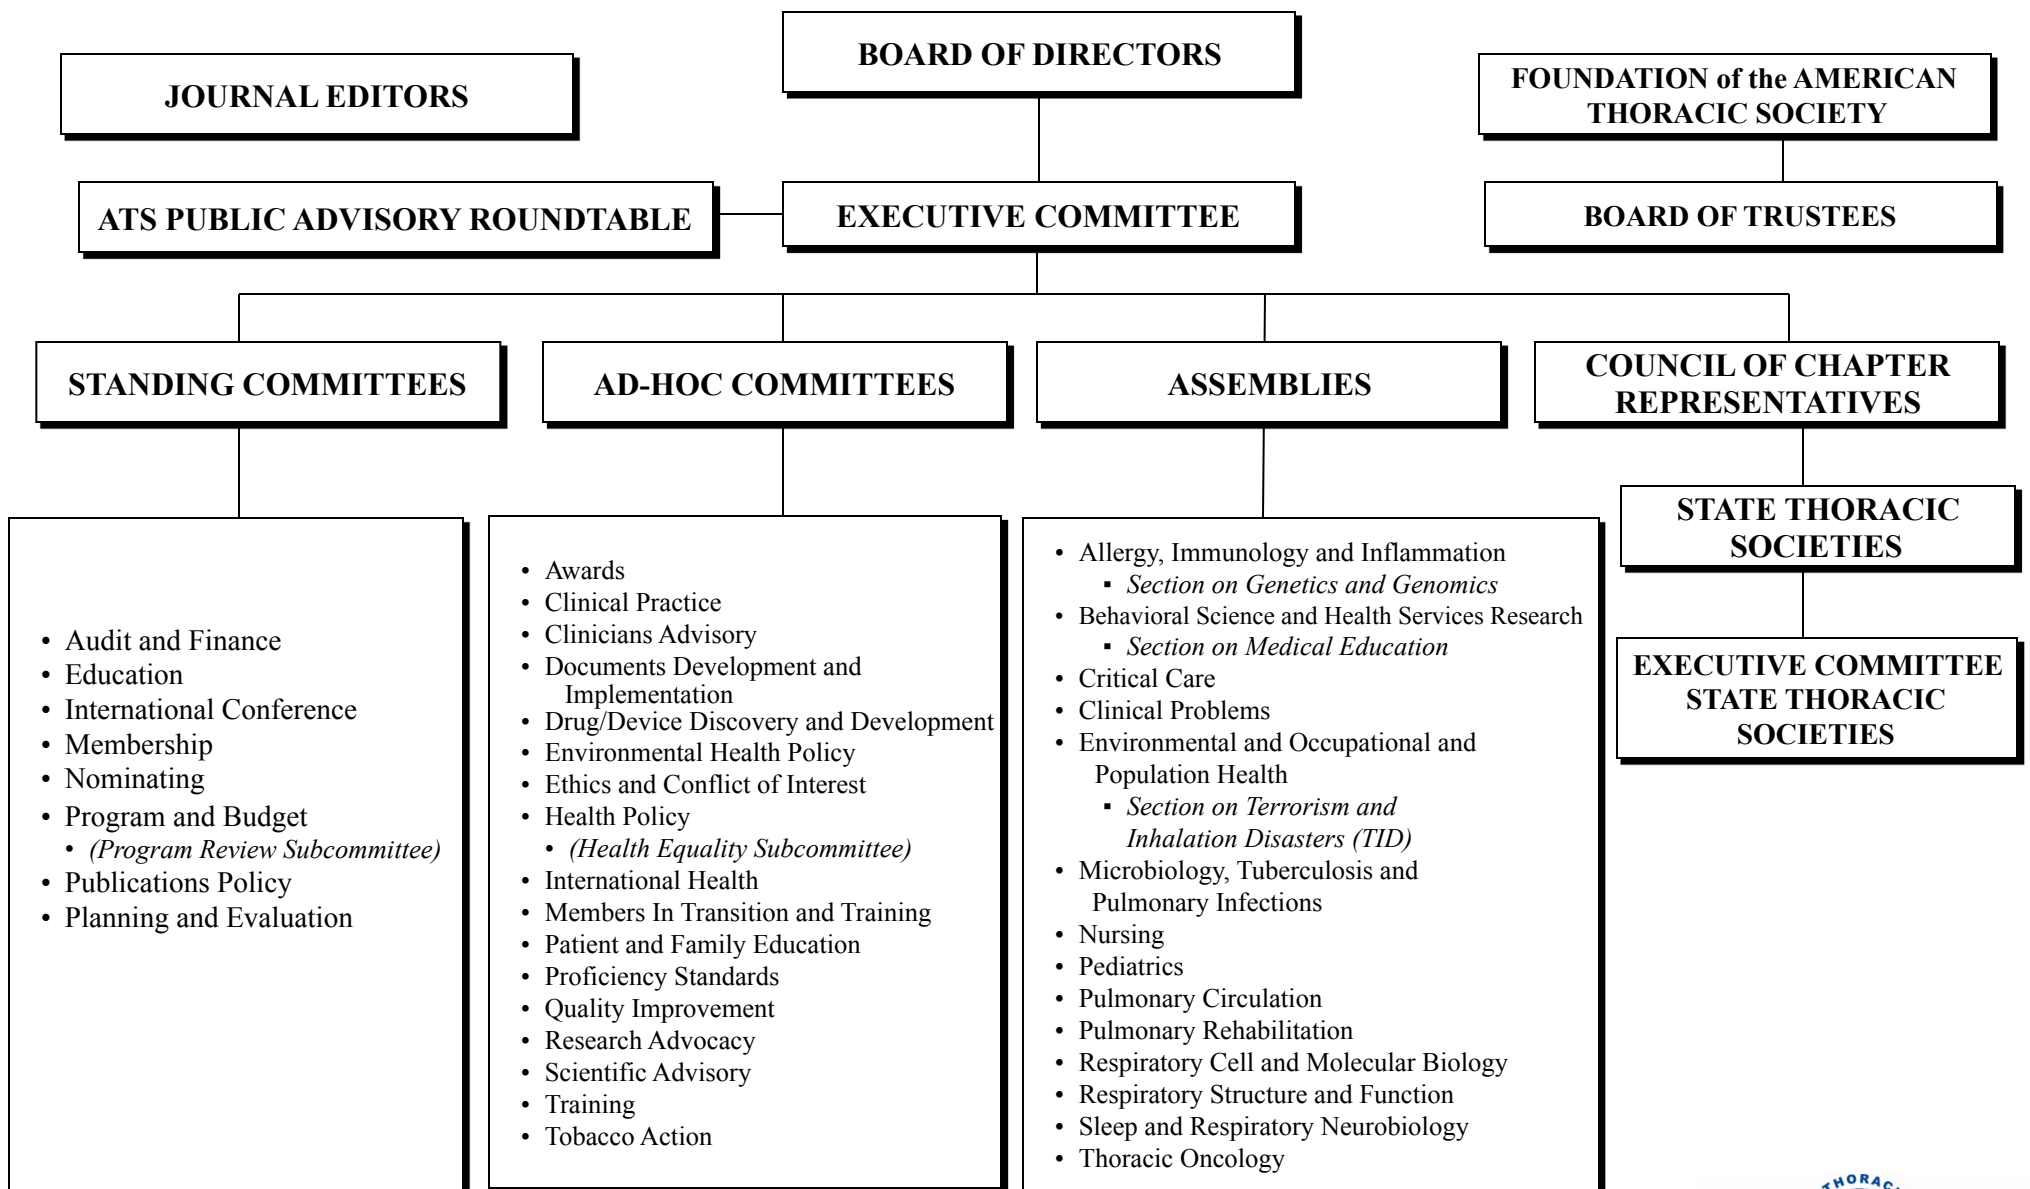 BOARD OF DIRECTORS
JOURNAL EDITORS
FOUNDATION of the AMERICAN
THORACIC SOCIETY
ATS PUBLIC ADVISORY ROUNDTABLE
EXECUTIVE COMMITTEE
BOARD OF TRUSTEES
STANDING COMMITTEES
AD-HOC COMMITTEES
ASSEMBLIES
COUNCIL OF CHAPTER
REPRESENTATIVES
• Audit and Finance
• Education
• International Conference
• Membership
• Nominating
• Program and Budget
• (Program Review Subcommittee)
• Publications Policy
• Planning and Evaluation
• Awards
• Clinical Practice
• Clinicians Advisory
• Documents Development and
Implementation
• Drug/Device Discovery and Development
• Environmental Health Policy
• Ethics and Conflict of Interest
• Health Policy
• (Health Equality Subcommittee)
• International Health
• Members In Transition and Training
• Patient and Family Education
• Proficiency Standards
• Quality Improvement
• Research Advocacy
• Scientific Advisory
• Training
• Tobacco Action
• Allergy, Immunology and Inflammation
▪ Section on Genetics and Genomics
• Behavioral Science and Health Services Research
▪ Section on Medical Education
• Critical Care
• Clinical Problems
• Environmental and Occupational and
Population Health
▪ Section on Terrorism and
Inhalation Disasters (TID)
• Microbiology, Tuberculosis and
Pulmonary Infections
• Nursing
• Pediatrics
• Pulmonary Circulation
• Pulmonary Rehabilitation
• Respiratory Cell and Molecular Biology
• Respiratory Structure and Function
• Sleep and Respiratory Neurobiology
• Thoracic Oncology
STATE THORACIC
SOCIETIES
EXECUTIVE COMMITTEE
STATE THORACIC
SOCIETIES